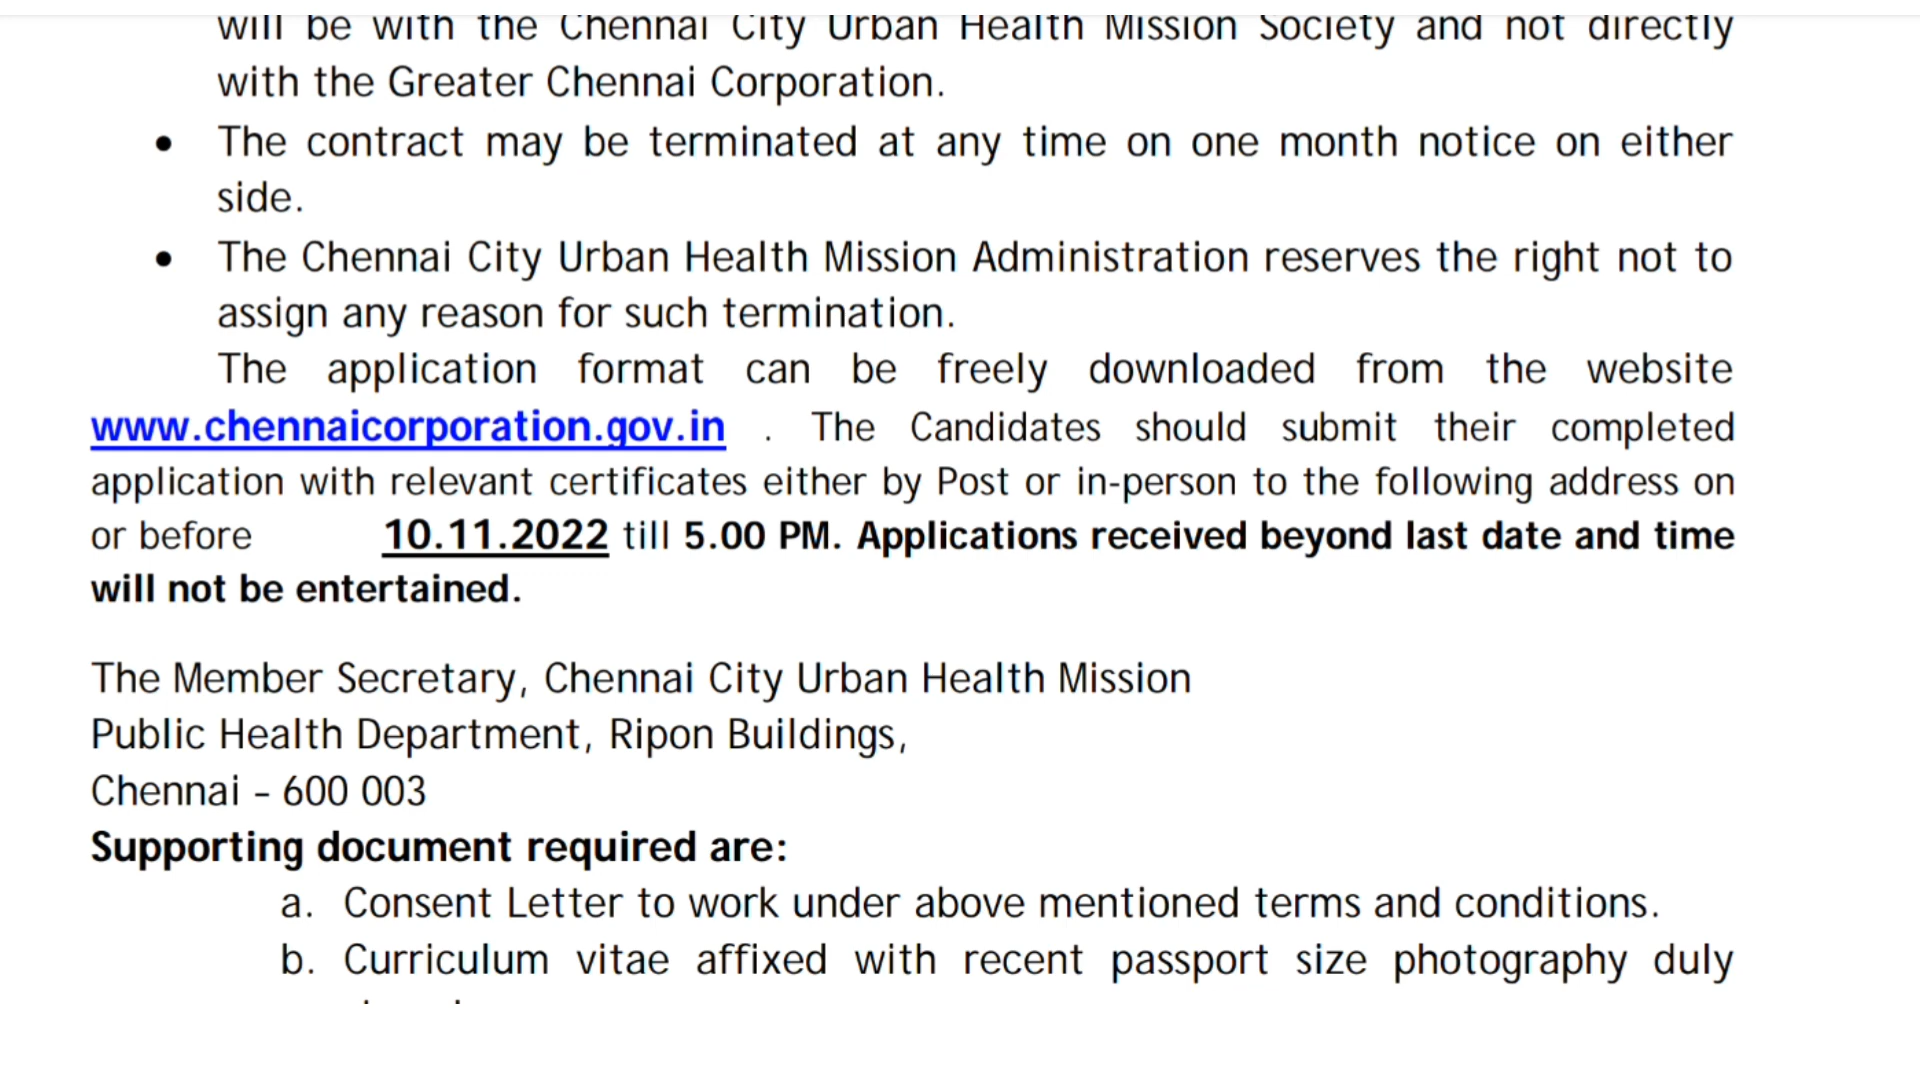 will be with the Chennai City Urban Health Mission Society and not directly
with the Greater Chennai Corporation.
• The contract may be terminated at any time on one month notice on either
side.
• The Chennai City Urban Health Mission Administration reserves the right not to
assign any reason for such termination.
The application format can be freely downloaded from the website
www.chennaicorporation.gov.in . The Candidates should submit their completed
application with relevant certificates either by Post or in-person to the following address on
or before 10.11.2022 till 5.00 PM. Applications received beyond last date and time
will not be entertained.
The Member Secretary, Chennai City Urban Health Mission
Public Health Department, Ripon Buildings,
Chennai – 600 003
Supporting document required are:
a. Consent Letter to work under above mentioned terms and conditions.
b. Curriculum vitae affixed with recent passport size photography duly